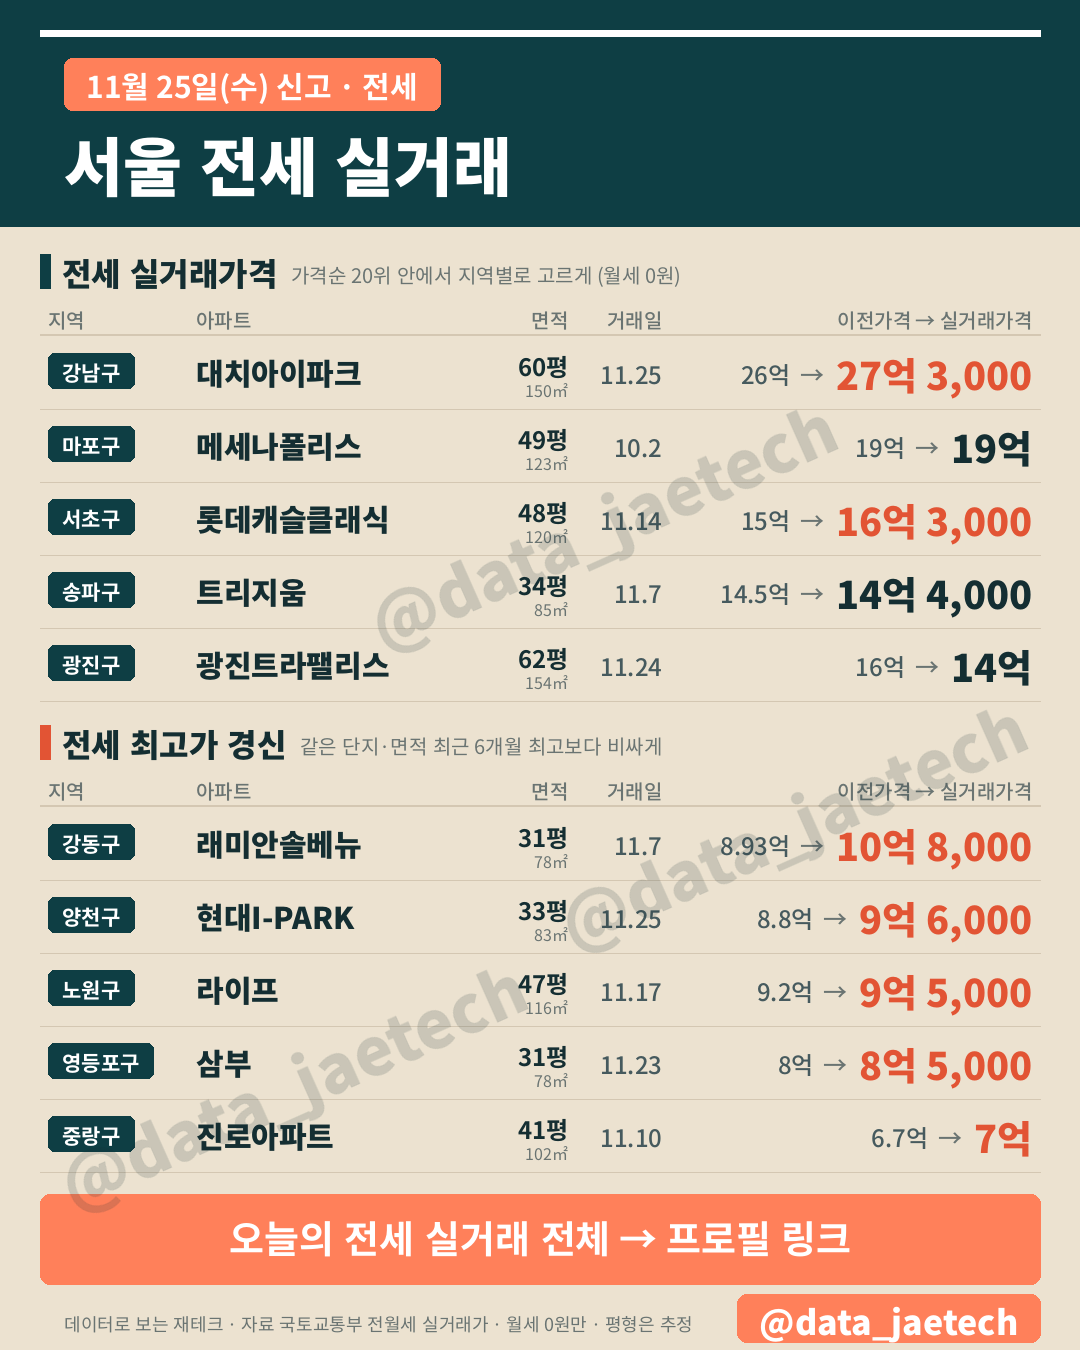 11월 25일(수) 신고 · 전세
서울 전세 실거래
전세 실거래가격 가격순 20위 안에서 지역별로 고르게 (월세 0원)
지역 아파트 면적 거래일 이전가격 → 실거래가격
강남구 대치아이파크 60평 150㎡ 11.25 26억 → 27억 3,000
마포구 메세나폴리스 49평 123㎡ 10.2 19억 → 19억
서초구 롯데캐슬클래식 48평 120㎡ 11.14 15억 → 16억 3,000
송파구 트리지움 34평 85㎡ 11.7 14.5억 → 14억 4,000
광진구 광진트라팰리스 62평 154㎡ 11.24 16억 → 14억
전세 최고가 경신 같은 단지·면적 최근 6개월 최고보다 비싸게
지역 아파트 면적 거래일 이전가격 → 실거래가격
강동구 래미안솔베뉴 31평 78㎡ 11.7 8.93억 → 10억 8,000
양천구 현대I-PARK 33평 83㎡ 11.25 8.8억 → 9억 6,000
노원구 라이프 47평 116㎡ 11.17 9.2억 → 9억 5,000
영등포구 삼부 31평 78㎡ 11.23 8억 → 8억 5,000
중랑구 진로아파트 41평 102㎡ 11.10 6.7억 → 7억
@data_jaetech
@data_jaetech
@data_jaetech
오늘의 전세 실거래 전체 → 프로필 링크
데이터로 보는 재테크 · 자료 국토교통부 전월세 실거래가 · 월세 0원만 · 평형은 추정
@data_jaetech